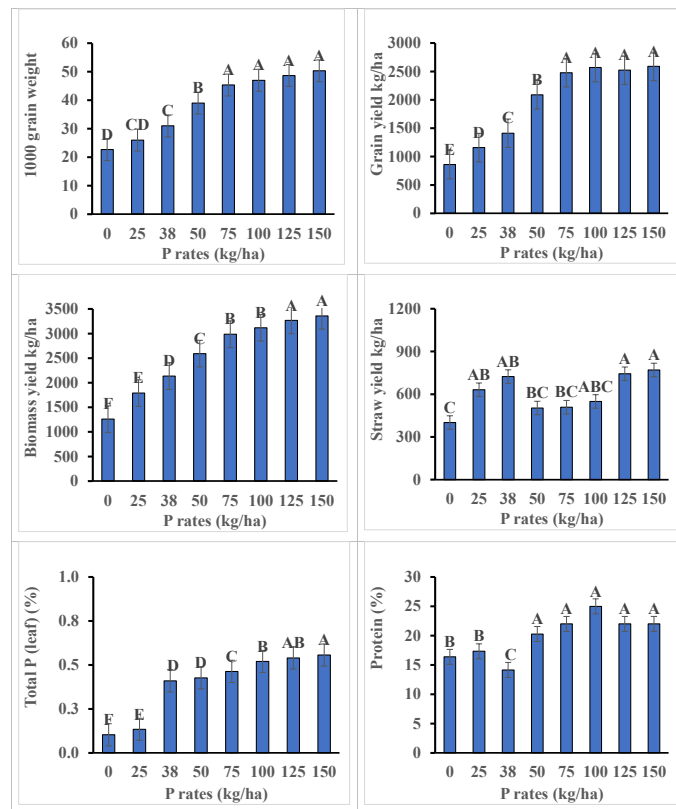 1000 grain weight
60
50
40
30
20
10
0
D CD C B A A A A
0 25 38 50 75 100 125 150
P rates (kg/ha)
Grain yield kg/ha
3000
2500
2000
1500
1000
500
0
E D C B A A A A
0 25 38 50 75 100 125 150
P rates (kg/ha)
Biomass yield kg/ha
3500
3000
2500
2000
1500
1000
500
0
F E D C B B A A
0 25 38 50 75 100 125 150
P rates (kg/ha)
Straw yield kg/ha
1200
900
600
300
0
C AB AB BC BC ABC A A
0 25 38 50 75 100 125 150
P rates (kg/ha)
Total P (leaf) (%)
1.0
0.8
0.5
0.3
0.0
F E D D C B AB A
0 25 38 50 75 100 125 150
P rates (kg/ha)
Protein (%)
30
25
20
15
10
5
0
B B C A A A A A
0 25 38 50 75 100 125 150
P rates (kg/ha)